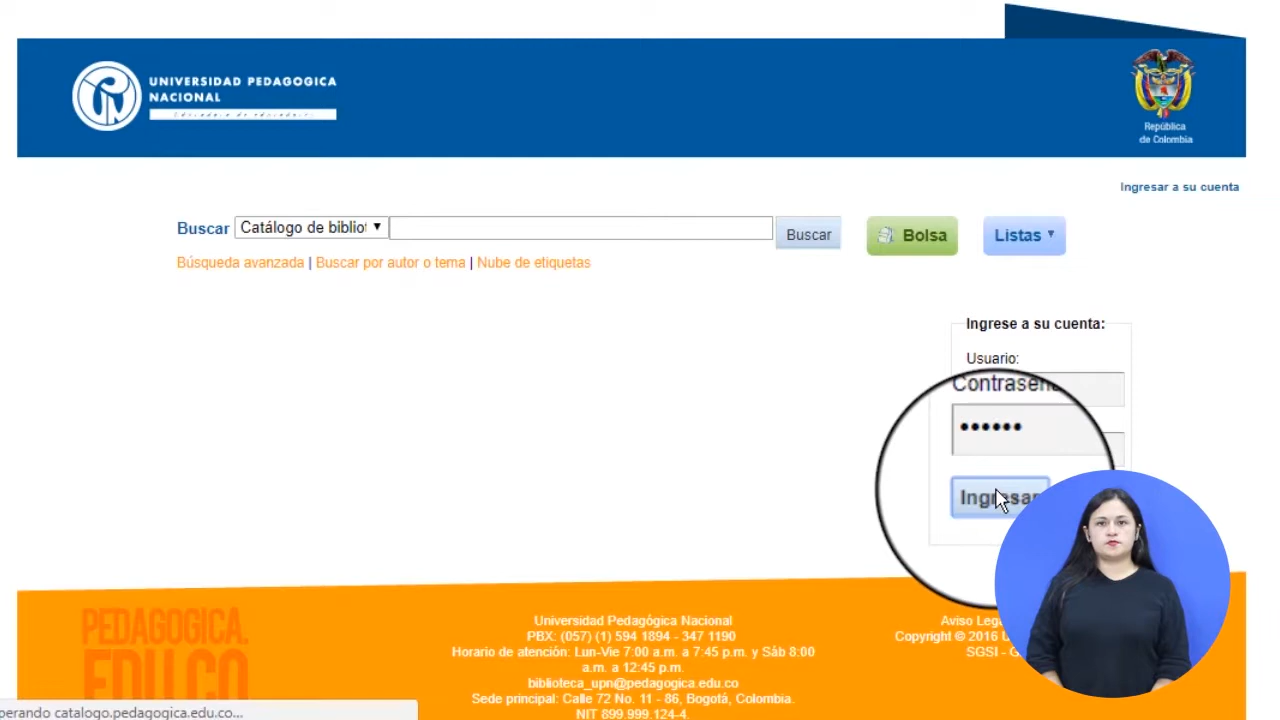 UNIVERSIDAD PEDAGOGICA
NACIONAL
República
de Colombia
Ingresar a su cuenta
Buscar Catálogo de bibliot Buscar Bolsa Listas
Búsqueda avanzada | Buscar por autor o tema | Nube de etiquetas
Ingrese a su cuenta:
Usuario:
Contraseñ
••••••
Ingresar
PEDAGOGICA.
EDU.CO
Universidad Pedagógica Nacional
PBX: (057) (1) 594 1894 - 347 1190
Horario de atención: Lun-Vie 7:00 a.m. a 7:45 p.m. y Sáb 8:00
a.m. a 12:45 p.m.
biblioteca_upn@pedagogica.edu.co
Sede principal: Calle 72 No. 11 - 86, Bogotá, Colombia.
NIT 899.999.124-4.
Aviso Lega
Copyright © 2016 U
SGSI - G
perando catalogo.pedagogica.edu.co...